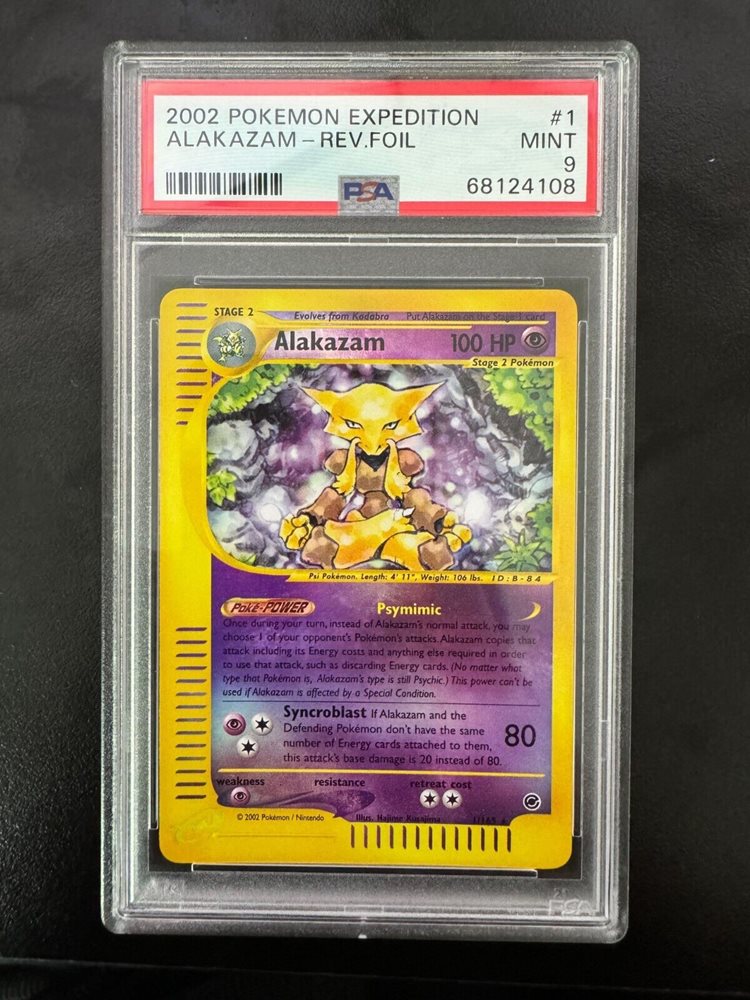 2002 POKEMON EXPEDITION #1
ALAKAZAM - REV.FOIL MINT
9
PSA 68124108
STAGE 2 Evolves from Kadabra Put Alakazam on the Stage 1 card
Alakazam 100 HP
Stage 2 Pokémon
Psi Pokémon. Length: 4' 11", Weight: 106 lbs. ID: B-84
Poké-POWER Psymimic
Once during your turn, instead of Alakazam's normal attack, you may
choose 1 of your opponent's Pokémon's attacks. Alakazam copies that
attack including its Energy costs and anything else required in order
to use that attack, such as discarding Energy cards. (No matter what
type that Pokémon is, Alakazam's type is still Psychic.) This power can't be
used if Alakazam is affected by a Special Condition.
Syncroblast If Alakazam and the
Defending Pokémon don't have the same
number of Energy cards attached to them,
this attack's base damage is 20 instead of 80.
80
weakness resistance retreat cost
© 2002 Pokémon / Nintendo Illus. Hajime Kusajima 1/165 ★
PSA